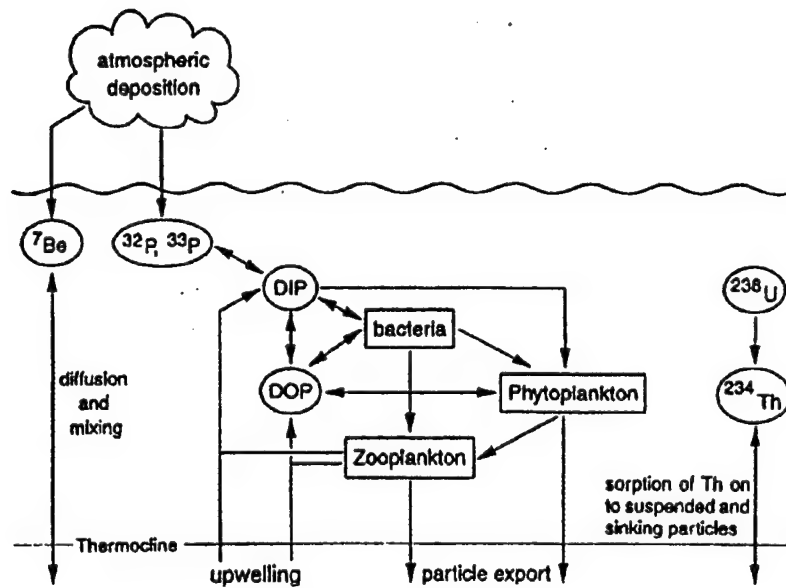 atmospheric
deposition
⁷Be
³²P, ³³P
DIP
238U
bacteria
diffusion
and
mixing
DOP
Phytoplankton
234Th
Zooplankton
sorption of Th on
to suspended and
sinking particles
Thermocline
upwelling
particle export